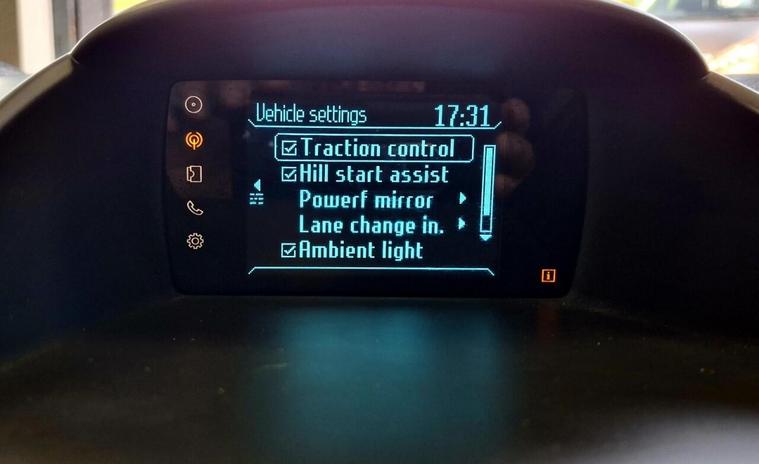 Vehicle settings 17:31
Traction control
Hill start assist
Powerf mirror
Lane change in.
Ambient light
i